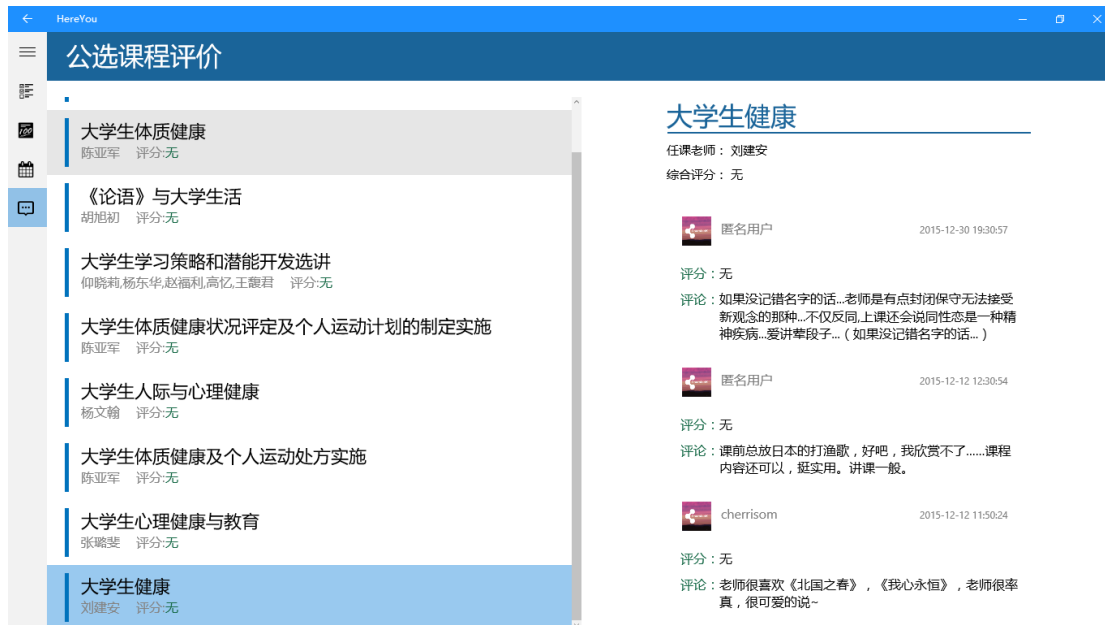 HereYou
公选课程评价
大学生体质健康
陈亚军 评分:无
《论语》与大学生活
胡旭初 评分:无
大学生学习策略和潜能开发选讲
仰晓莉,杨东华,赵福利,高忆,王馥君 评分:无
大学生体质健康状况评定及个人运动计划的制定实施
陈亚军 评分:无
大学生人际与心理健康
杨文翰 评分:无
大学生体质健康及个人运动处方实施
陈亚军 评分:无
大学生心理健康与教育
张璐斐 评分:无
大学生健康
刘建安 评分:无
大学生健康
任课老师： 刘建安
综合评分： 无
匿名用户 2015-12-30 19:30:57
评分：无
评论：如果没记错名字的话...老师是有点封闭保守无法接受
新观念的那种...不仅反同,上课还会说同性恋是一种精
神疾病...爱讲荤段子...（如果没记错名字的话...）
匿名用户 2015-12-12 12:30:54
评分：无
评论：课前总放日本的打渔歌，好吧，我欣赏不了......课程
内容还可以，挺实用。讲课一般。
cherrisom 2015-12-12 11:50:24
评分：无
评论：老师很喜欢《北国之春》，《我心永恒》，老师很率
真，很可爱的说~